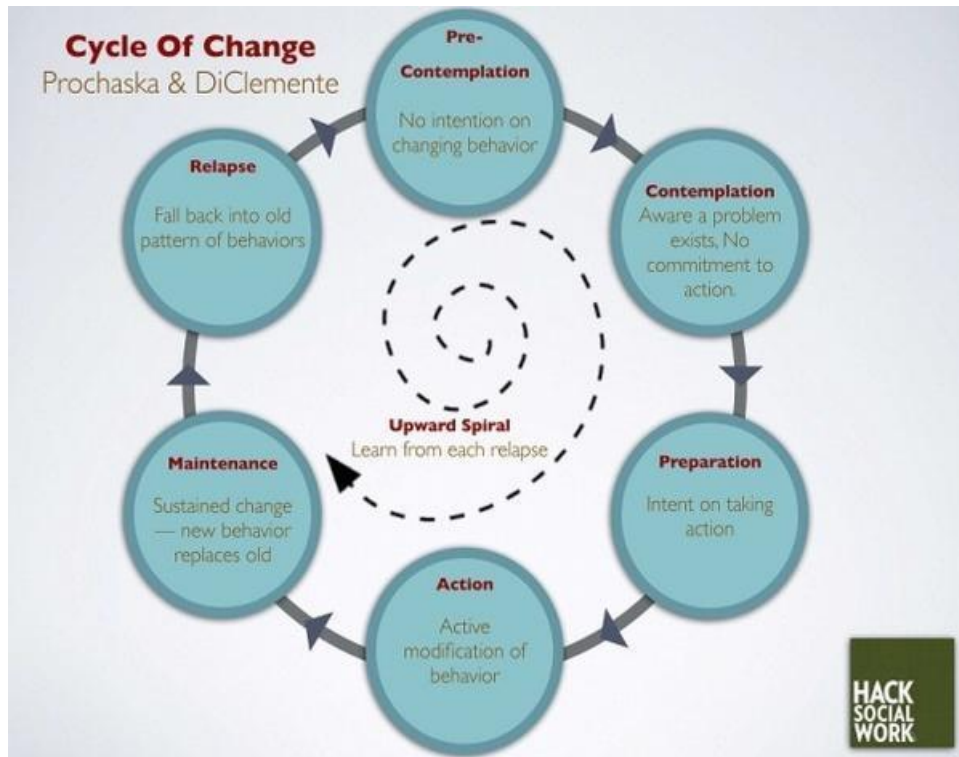 Cycle Of Change
Prochaska & DiClemente
Pre-
Contemplation
No intention on
changing behavior
Contemplation
Aware a problem
exists, No
commitment to
action.
Preparation
Intent on taking
action
Action
Active
modification of
behavior
Maintenance
Sustained change
— new behavior
replaces old
Relapse
Fall back into old
pattern of behaviors
Upward Spiral
Learn from each relapse
HACK
SOCIAL
WORK